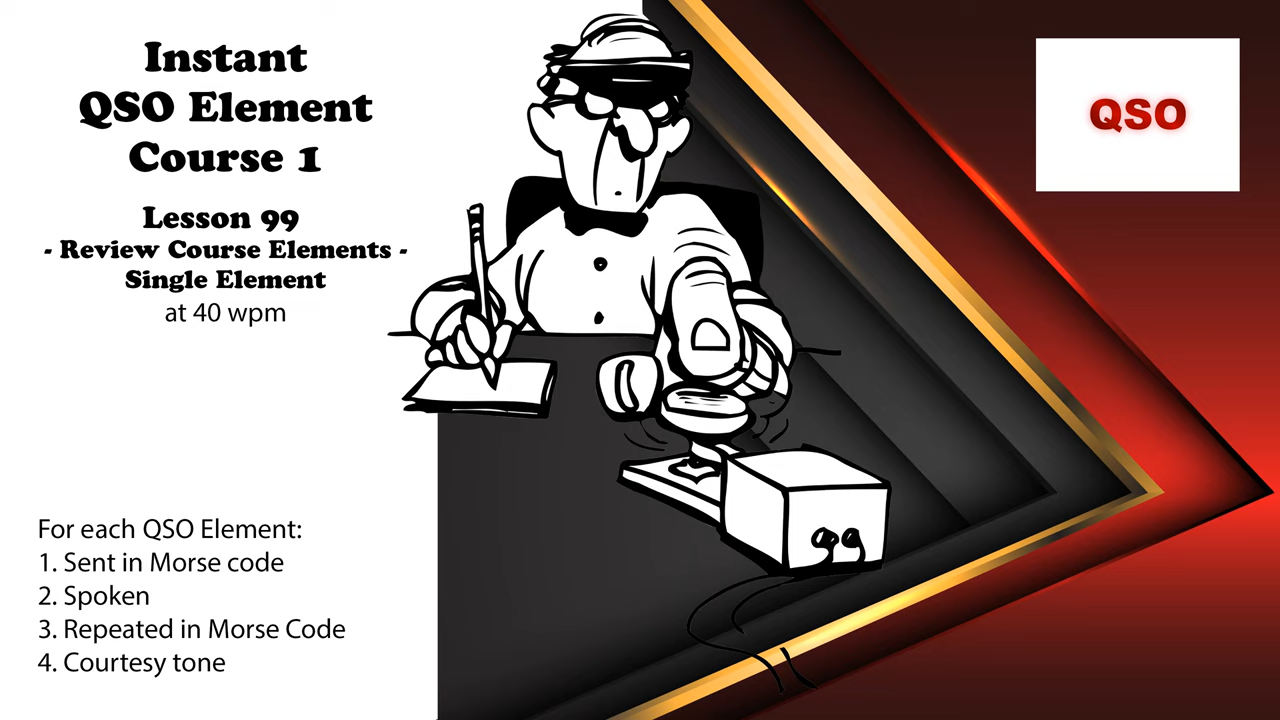 Instant
QSO Element
Course 1
Lesson 99
- Review Course Elements -
Single Element
at 40 wpm
QSO
For each QSO Element:
1. Sent in Morse code
2. Spoken
3. Repeated in Morse Code
4. Courtesy tone